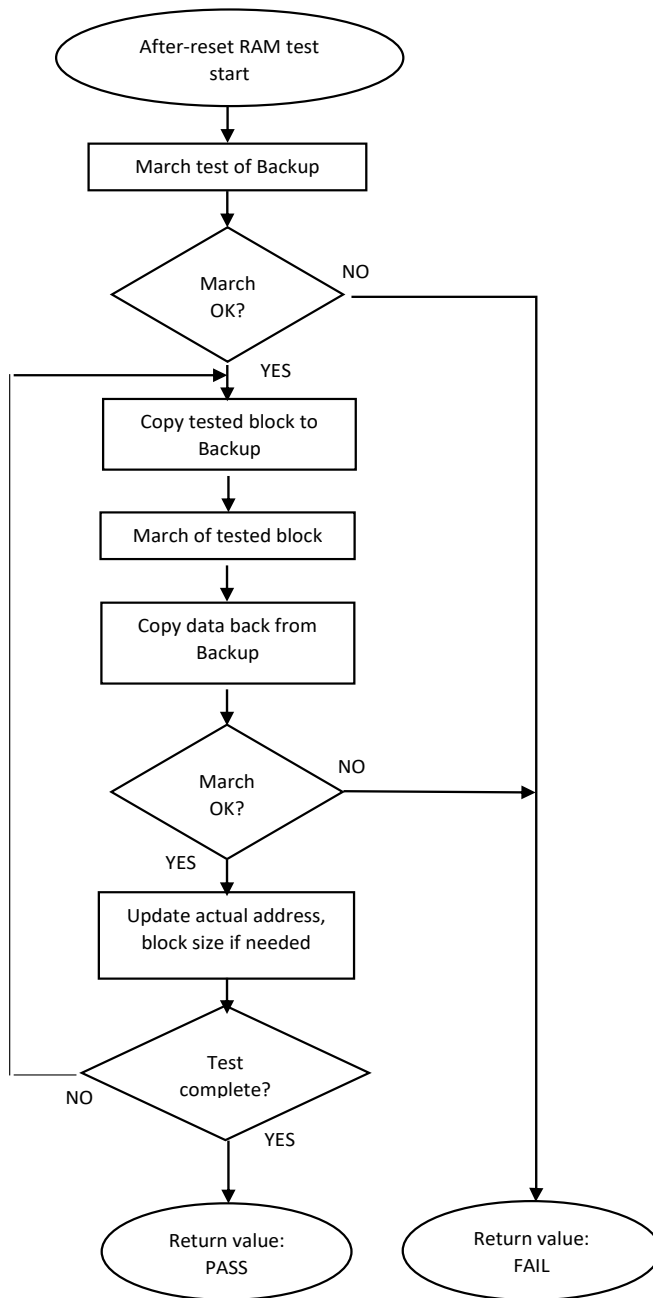 After-reset RAM test
start
March test of Backup
March
OK?
NO
YES
Copy tested block to
Backup
March of tested block
Copy data back from
Backup
March
OK?
NO
YES
Update actual address,
block size if needed
Test
complete?
NO
YES
Return value:
PASS
Return value:
FAIL